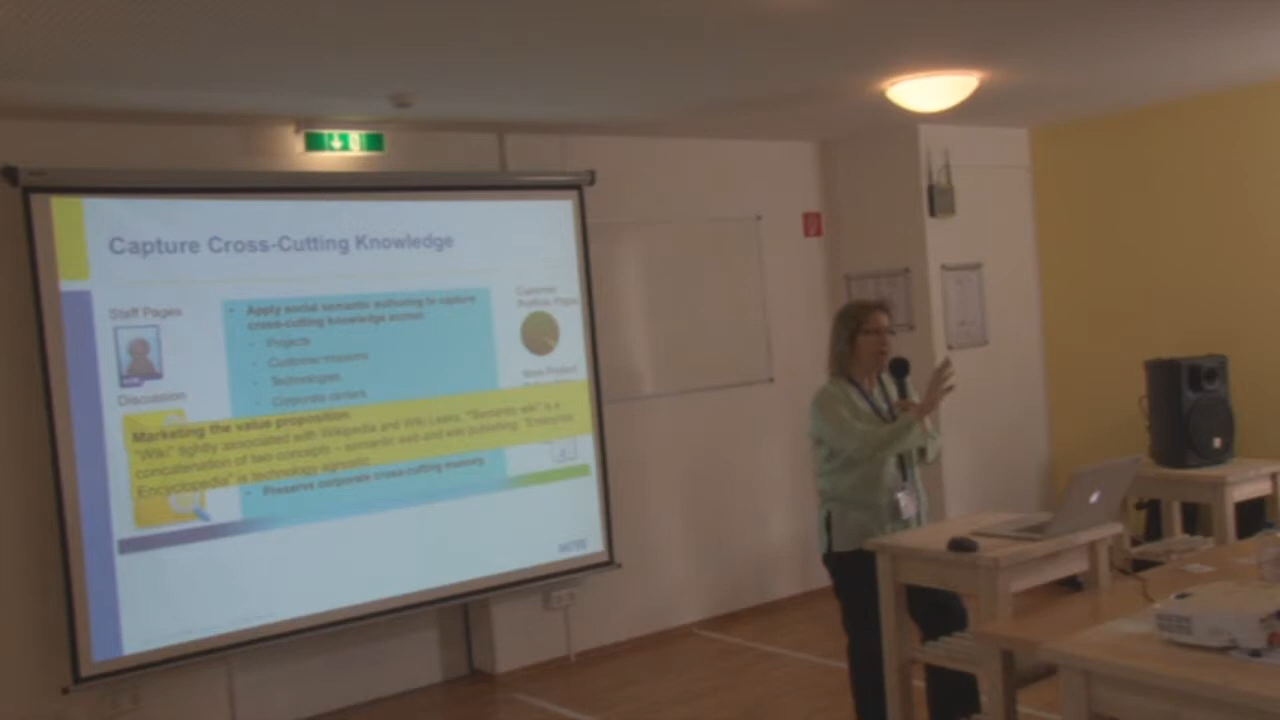 Capture Cross-Cutting Knowledge
Staff Pages
Discussion
Apply social semantic authoring to capture
cross-cutting knowledge across:
Projects
Customer missions
Technologies
Corporate centers
Customer
Portfolio Pages
Marketing the value proposition:
"Wiki" tightly associated with Wikipedia and Wiki Leaks. "Semantic wiki" is a
concatenation of two concepts – semantic web and wiki publishing. "Enterprise
Encyclopedia" is technology agnostic.
Preserve corporate cross-cutting memory
MITRE